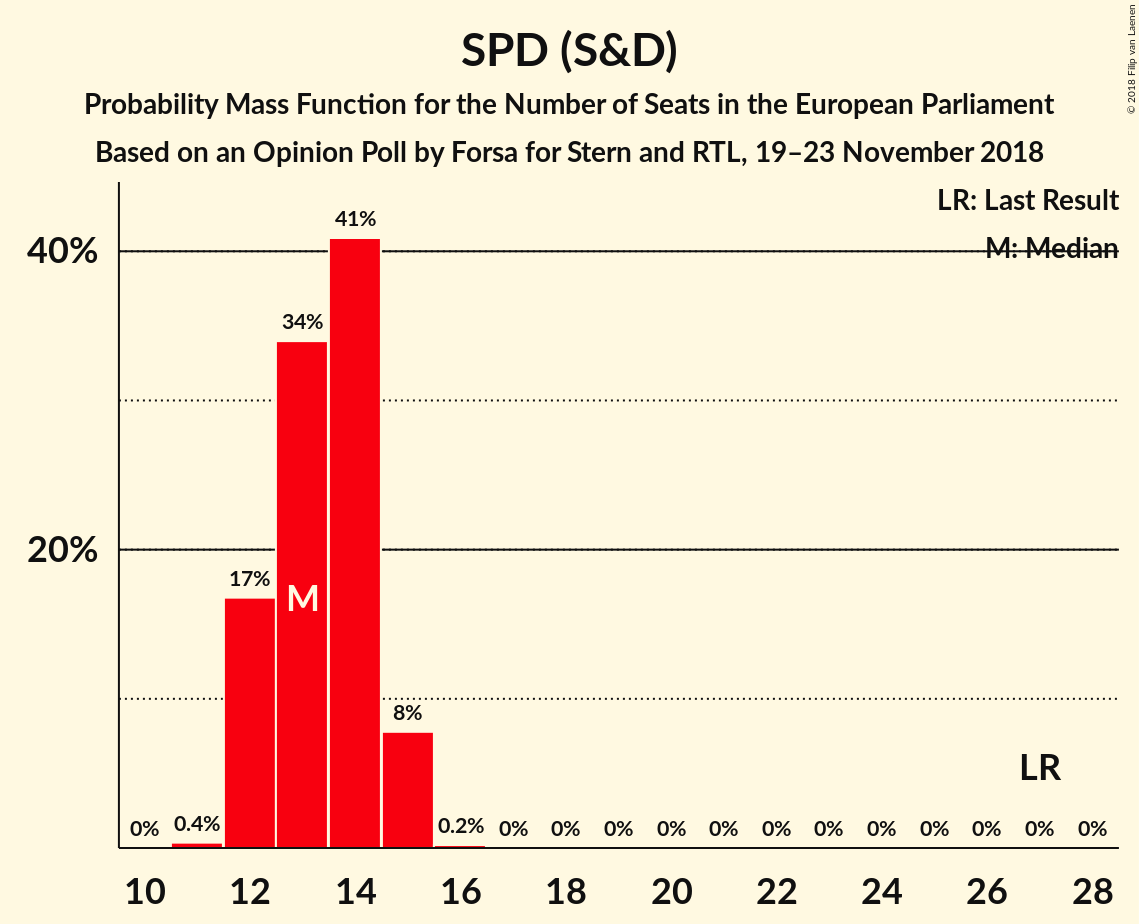 SPD (S&D)
Probability Mass Function for the Number of Seats in the European Parliament
Based on an Opinion Poll by Forsa for Stern and RTL, 19–23 November 2018
© 2018 Filip van Laenen
LR: Last Result
M: Median
40%
20%
0% 0.4% 17% 34% 41% 8% 0.2% 0% 0% 0% 0% 0% 0% 0% 0% 0% 0% 0% 0%
M
LR
10 12 14 16 18 20 22 24 26 28